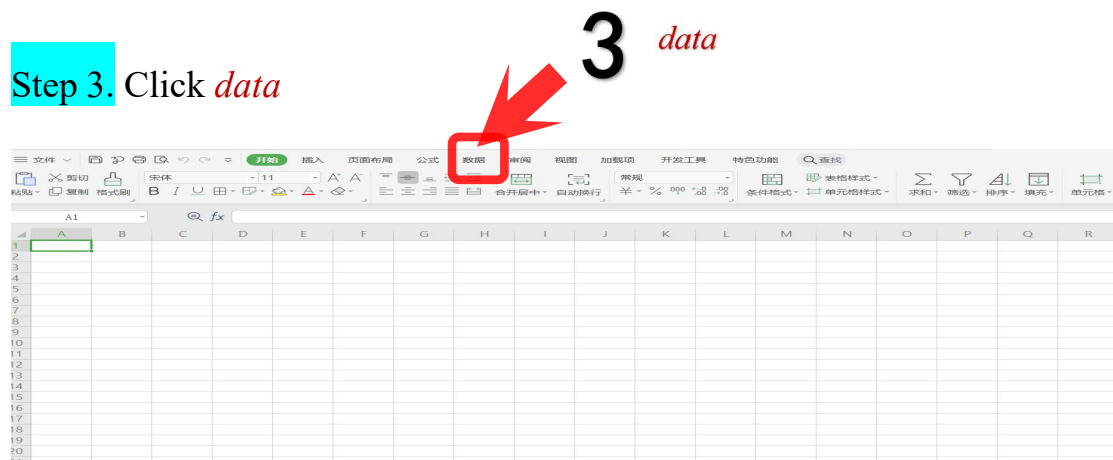 3 data
Step 3. Click data
文件 开始 插入 页面布局 公式 数据 审阅 视图 加载项 开发工具 特色功能 查找
剪切 宋体 11 A⁺ A⁻ 常规 表格样式
粘贴 复制 格式刷 B I U A 合并居中 自动换行 ¥ % 000 条件格式 单元格样式 求和 筛选 排序 填充 单元格
A1 fx
A B C D E F G H I J K L M N O P Q R
1
2
3
4
5
6
7
8
9
10
11
12
13
14
15
16
17
18
19
20